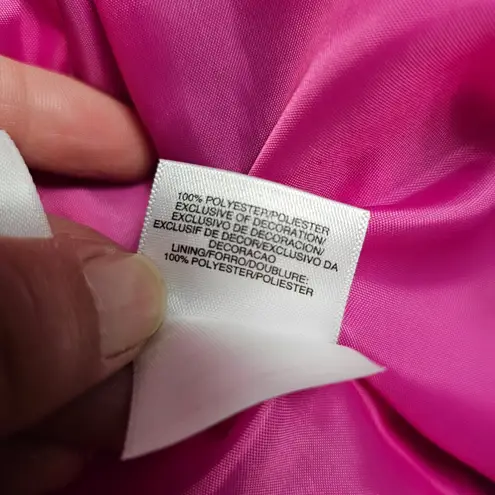 100% POLYESTER/POLIESTER
EXCLUSIVE OF DECORATION/
EXCLUSIVO DE DECORACION/
EXCLUSIF DE DECOR/EXCLUSIVO DA
DECORACAO
LINING/FORRO/DOUBLURE:
100% POLYESTER/POLIESTER